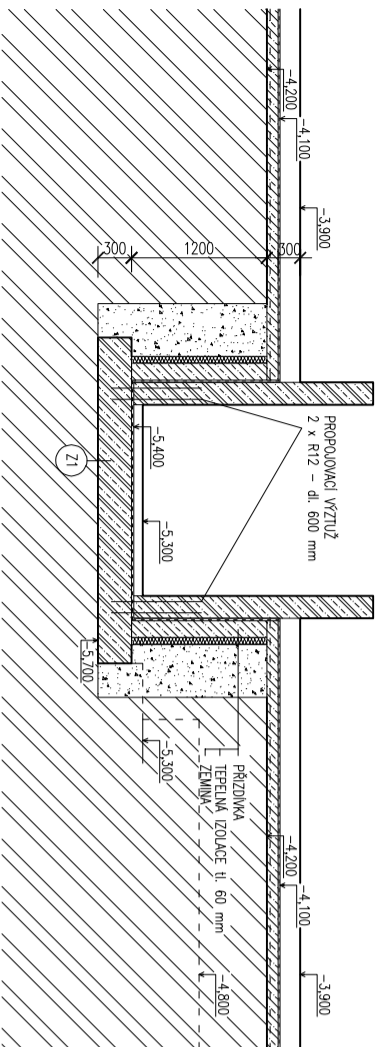 -4,200
-4,100
-3,900
300
1200
300
PROPOJOVACÍ VÝZTUŽ
2 x R12 - dl. 600 mm
Z1
-5,400
-5,300
-5,700
PŘIZDÍVKA
TEPELNÁ IZOLACE tl. 60 mm
ZEMINA
-5,300
-4,200
-4,100
-4,800
-3,900